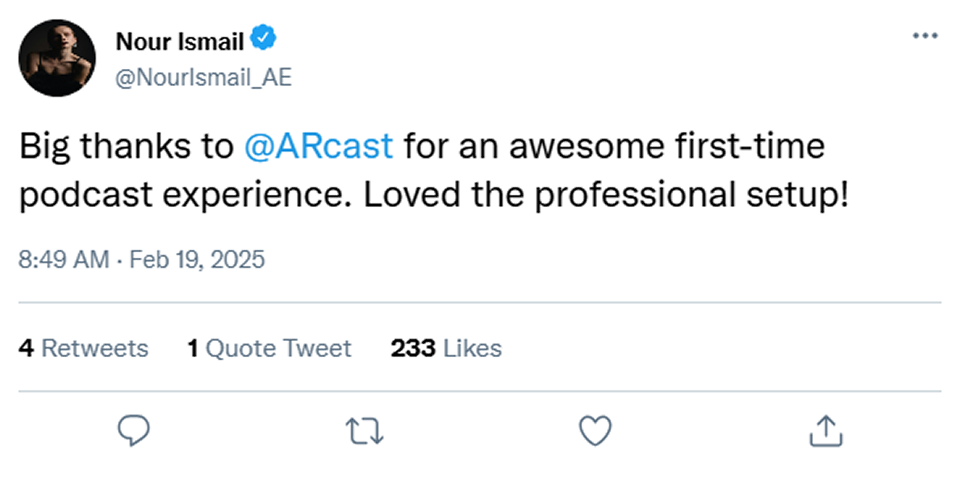 Nour Ismail
@NourIsmail_AE
Big thanks to @ARcast for an awesome first-time
podcast experience. Loved the professional setup!
8:49 AM · Feb 19, 2025
4 Retweets 1 Quote Tweet 233 Likes